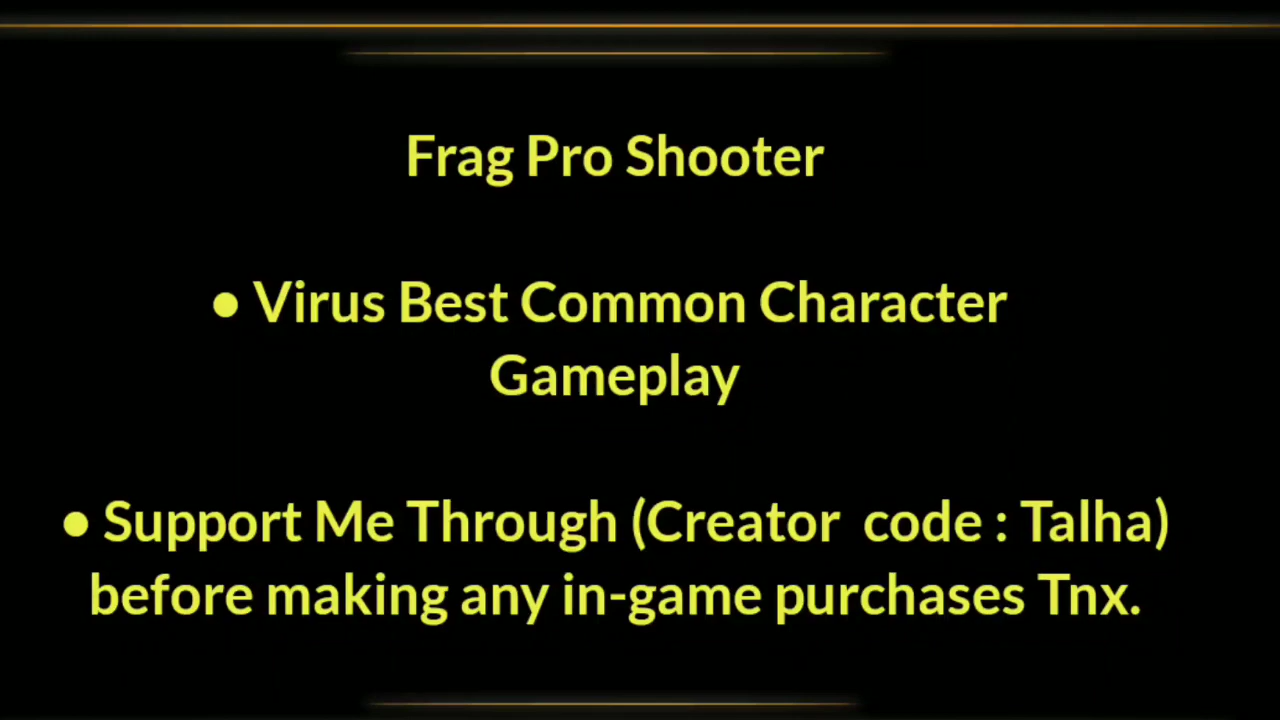 Frag Pro Shooter
• Virus Best Common Character
Gameplay
• Support Me Through (Creator  code : Talha)
before making any in-game purchases Tnx.